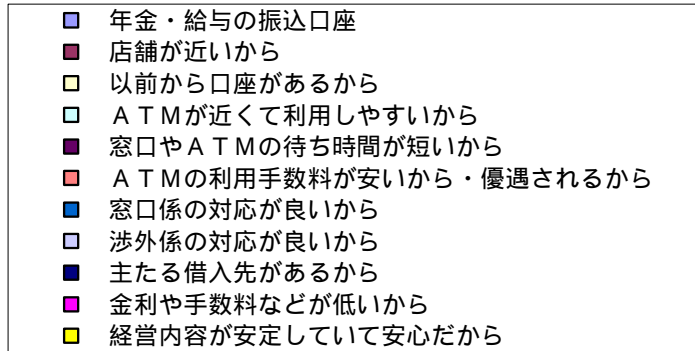 年金・給与の振込口座
店舗が近いから
以前から口座があるから
ＡＴＭが近くて利用しやすいから
窓口やＡＴＭの待ち時間が短いから
ＡＴＭの利用手数料が安いから・優遇されるから
窓口係の対応が良いから
渉外係の対応が良いから
主たる借入先があるから
金利や手数料などが低いから
経営内容が安定していて安心だから